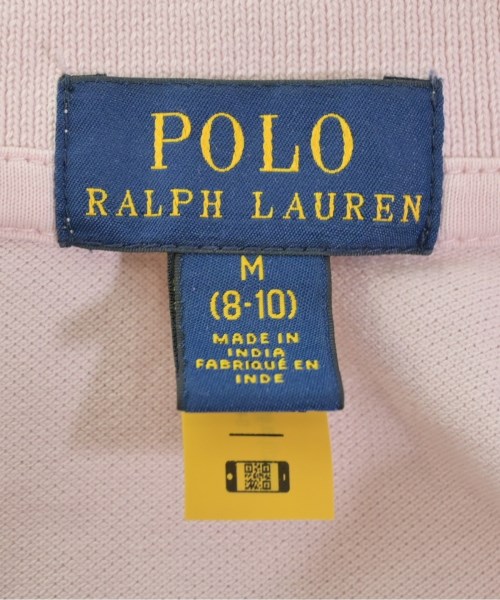 POLO
RALPH LAUREN
M
(8-10)
MADE IN
INDIA
FABRIQUÉ EN
INDE